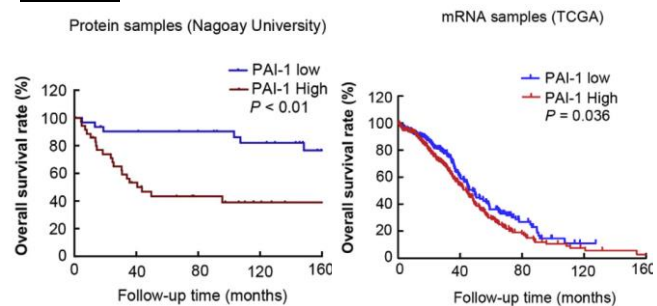 Protein samples (Nagoay University)
PAI-1 low
PAI-1 High
P < 0.01
Overall survival rate (%)
120
100
80
60
40
20
0
0 40 80 120 160
Follow-up time (months)
mRNA samples (TCGA)
PAI-1 low
PAI-1 High
P = 0.036
Overall survival rate (%)
120
100
80
60
40
20
0
0 40 80 120 160
Follow-up time (months)